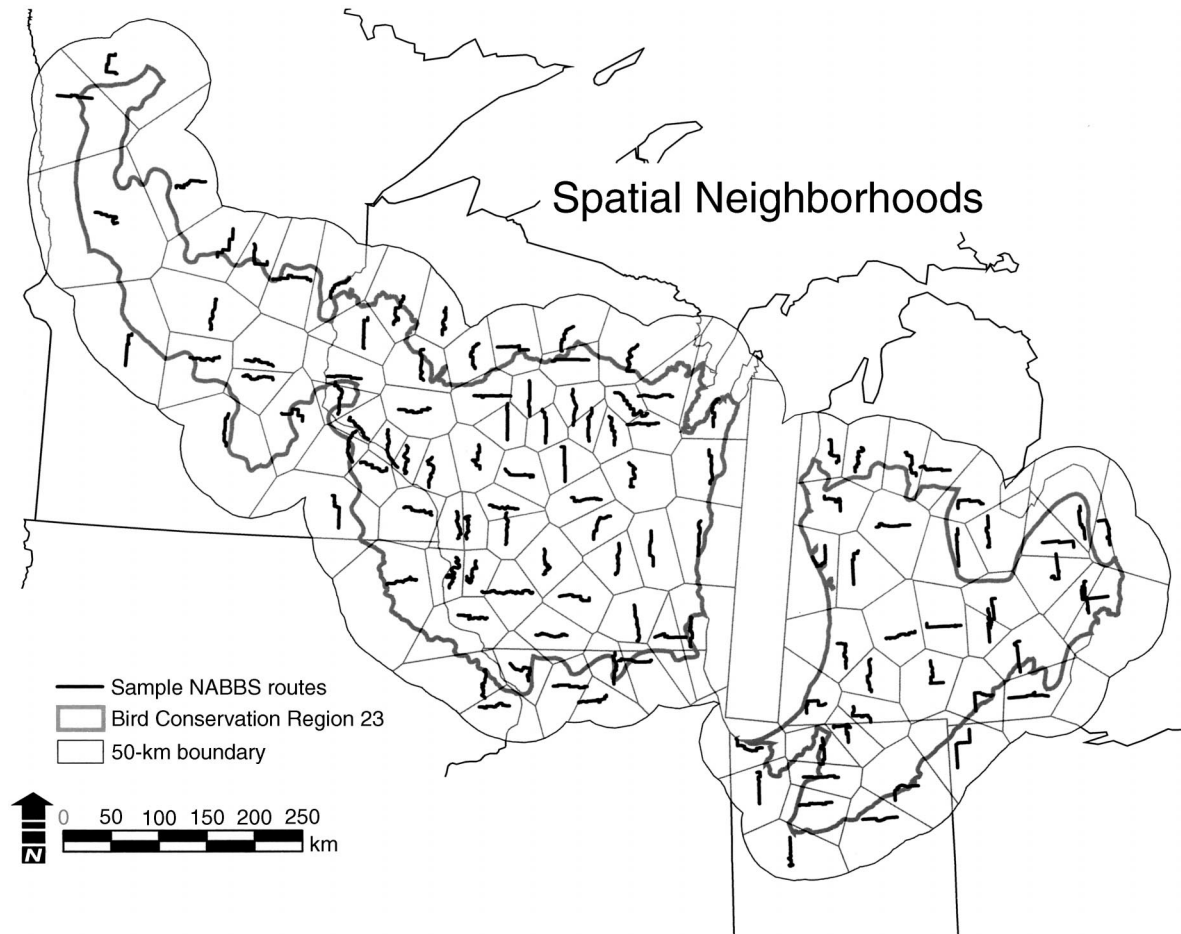 Spatial Neighborhoods
Sample NABBS routes
Bird Conservation Region 23
50-km boundary
0 50 100 150 200 250
km
N